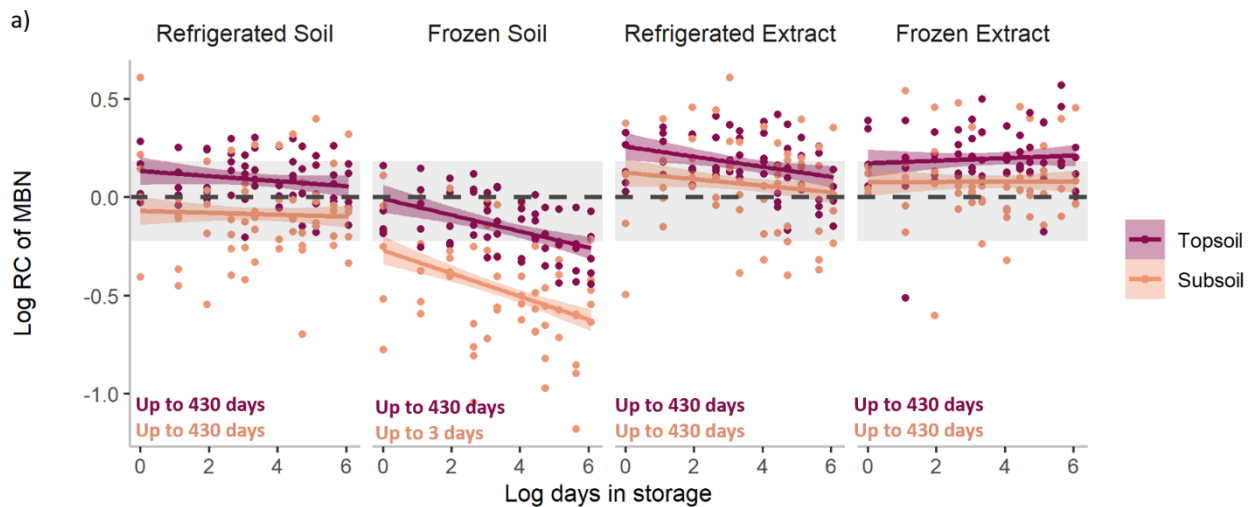 a)
Refrigerated Soil Frozen Soil Refrigerated Extract Frozen Extract
Log RC of MBN
0.5
0.0
-0.5
-1.0
Up to 430 days Up to 430 days Up to 430 days Up to 430 days
Up to 430 days Up to 3 days Up to 430 days Up to 430 days
0 2 4 6 0 2 4 6 0 2 4 6 0 2 4 6
Log days in storage
Topsoil
Subsoil